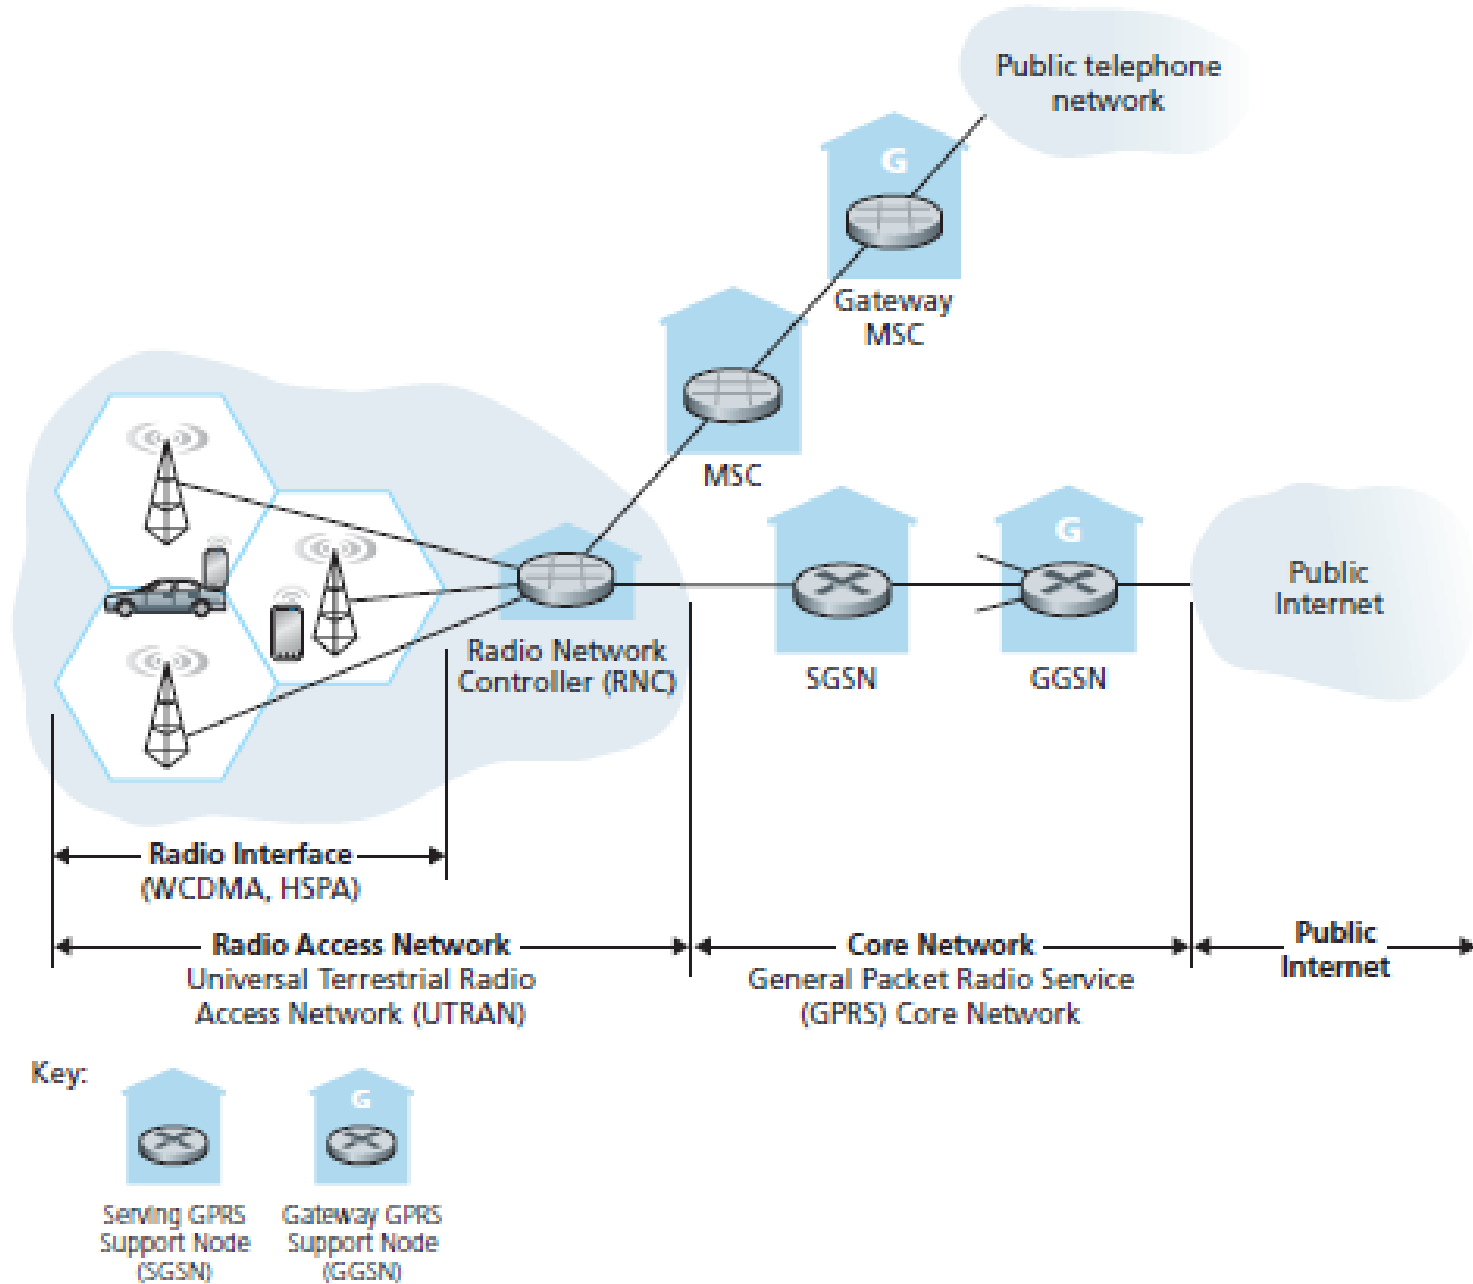 Public telephone
network
G
Gateway
MSC
MSC
G
Public
Internet
Radio Network
Controller (RNC)
SGSN
GGSN
Radio Interface
(WCDMA, HSPA)
Radio Access Network
Universal Terrestrial Radio
Access Network (UTRAN)
Core Network
General Packet Radio Service
(GPRS) Core Network
Public
Internet
Key:
G
Serving GPRS
Support Node
(SGSN)
Gateway GPRS
Support Node
(GGSN)